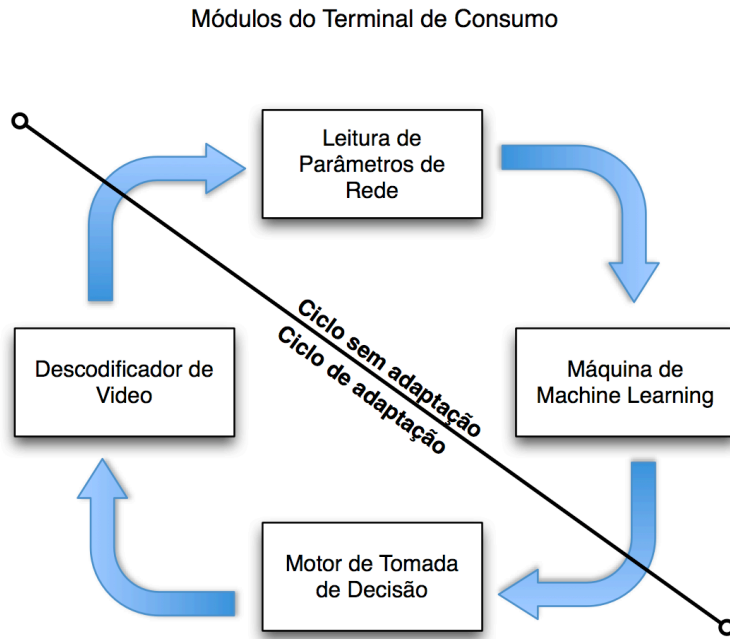 Módulos do Terminal de Consumo
Leitura de
Parâmetros de
Rede
Ciclo sem adaptação
Ciclo de adaptação
Descodificador de
Video
Máquina de
Machine Learning
Motor de Tomada
de Decisão